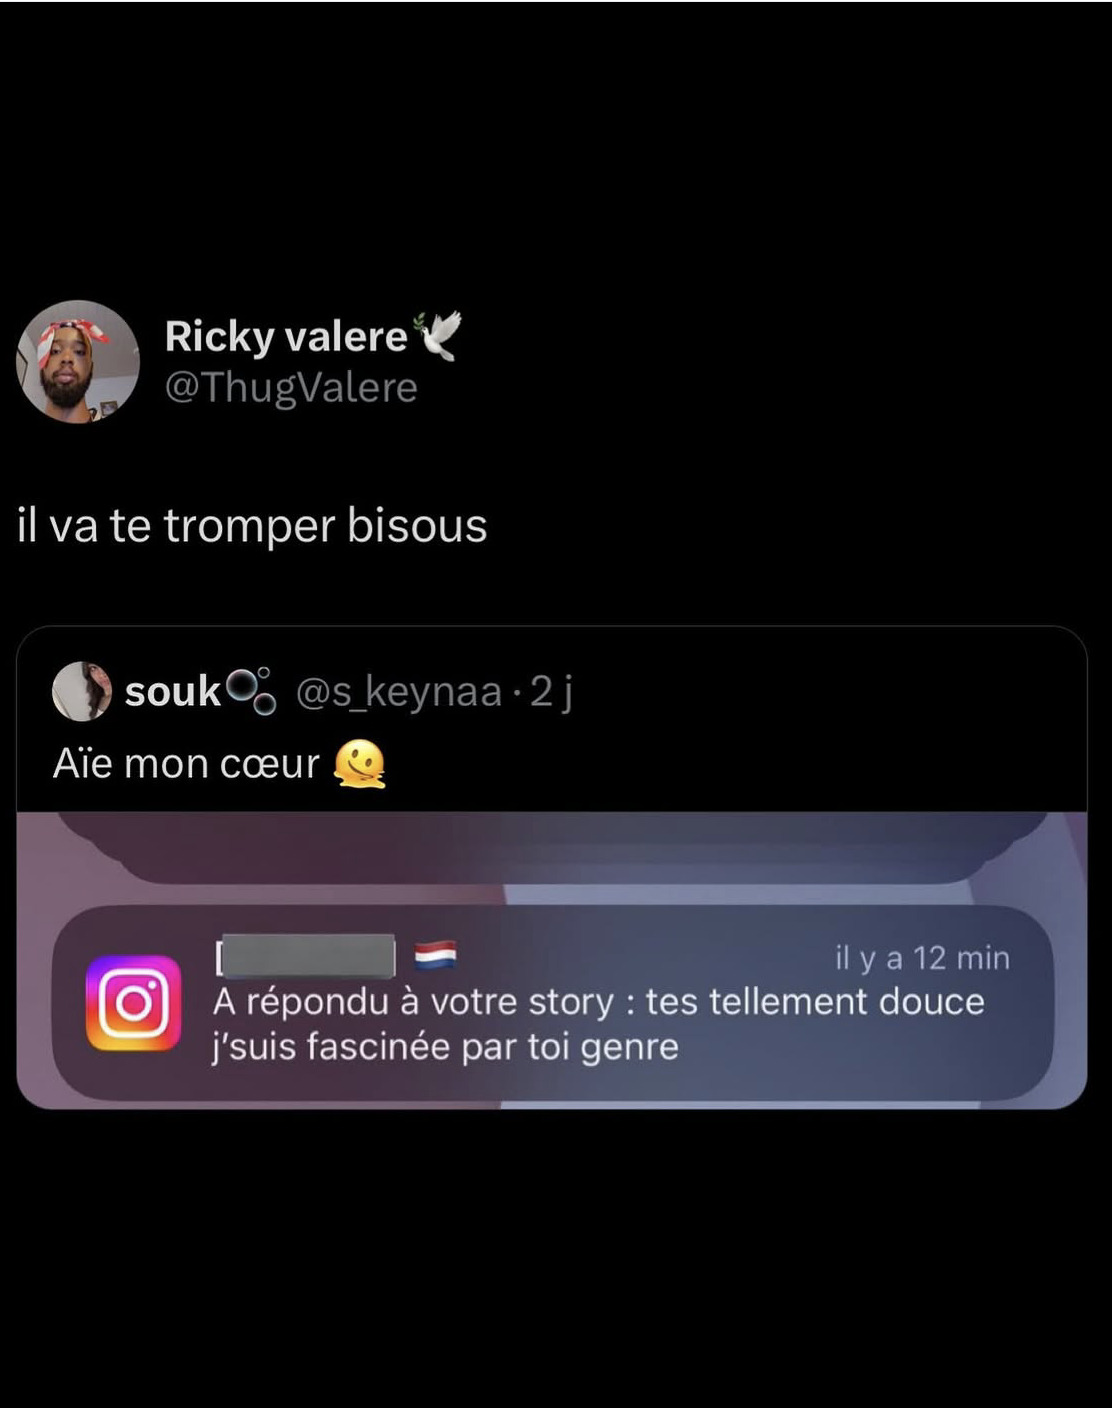 Ricky valere🕊️
@ThugValere
il va te tromper bisous
souk🫧 @s_keynaa · 2 j
Aïe mon cœur 🫠
🇳🇱 il y a 12 min
A répondu à votre story : tes tellement douce
j'suis fascinée par toi genre